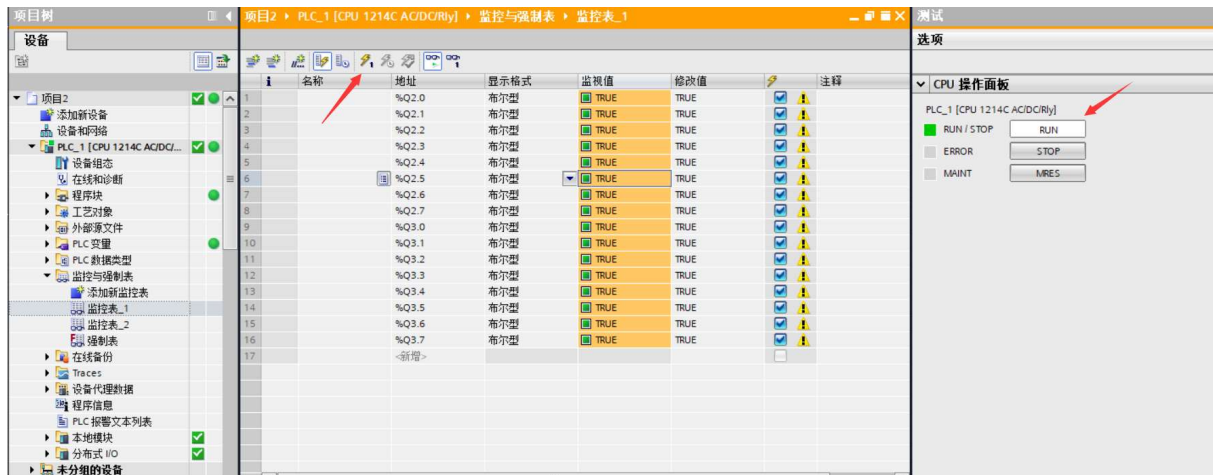 项目树
项目2 ▸ PLC_1 [CPU 1214C AC/DC/Rly] ▸ 监控与强制表 ▸ 监控表_1
测试
设备
选项
i 名称 地址 显示格式 监视值 修改值 注释
CPU 操作面板
PLC_1 [CPU 1214C AC/DC/Rly]
RUN / STOP RUN
ERROR STOP
MAINT MRES
项目2
添加新设备
设备和网络
PLC_1 [CPU 1214C AC/DC/...
设备组态
在线和诊断
程序块
工艺对象
外部源文件
PLC 变量
PLC 数据类型
监控与强制表
添加新监控表
监控表_1
监控表_2
强制表
在线备份
Traces
设备代理数据
程序信息
PLC 报警文本列表
本地模块
分布式 I/O
未分组的设备
1 %Q2.0 布尔型 TRUE TRUE
2 %Q2.1 布尔型 TRUE TRUE
3 %Q2.2 布尔型 TRUE TRUE
4 %Q2.3 布尔型 TRUE TRUE
5 %Q2.4 布尔型 TRUE TRUE
6 %Q2.5 布尔型 TRUE TRUE
7 %Q2.6 布尔型 TRUE TRUE
8 %Q2.7 布尔型 TRUE TRUE
9 %Q3.0 布尔型 TRUE TRUE
10 %Q3.1 布尔型 TRUE TRUE
11 %Q3.2 布尔型 TRUE TRUE
12 %Q3.3 布尔型 TRUE TRUE
13 %Q3.4 布尔型 TRUE TRUE
14 %Q3.5 布尔型 TRUE TRUE
15 %Q3.6 布尔型 TRUE TRUE
16 %Q3.7 布尔型 TRUE TRUE
17 <新增>